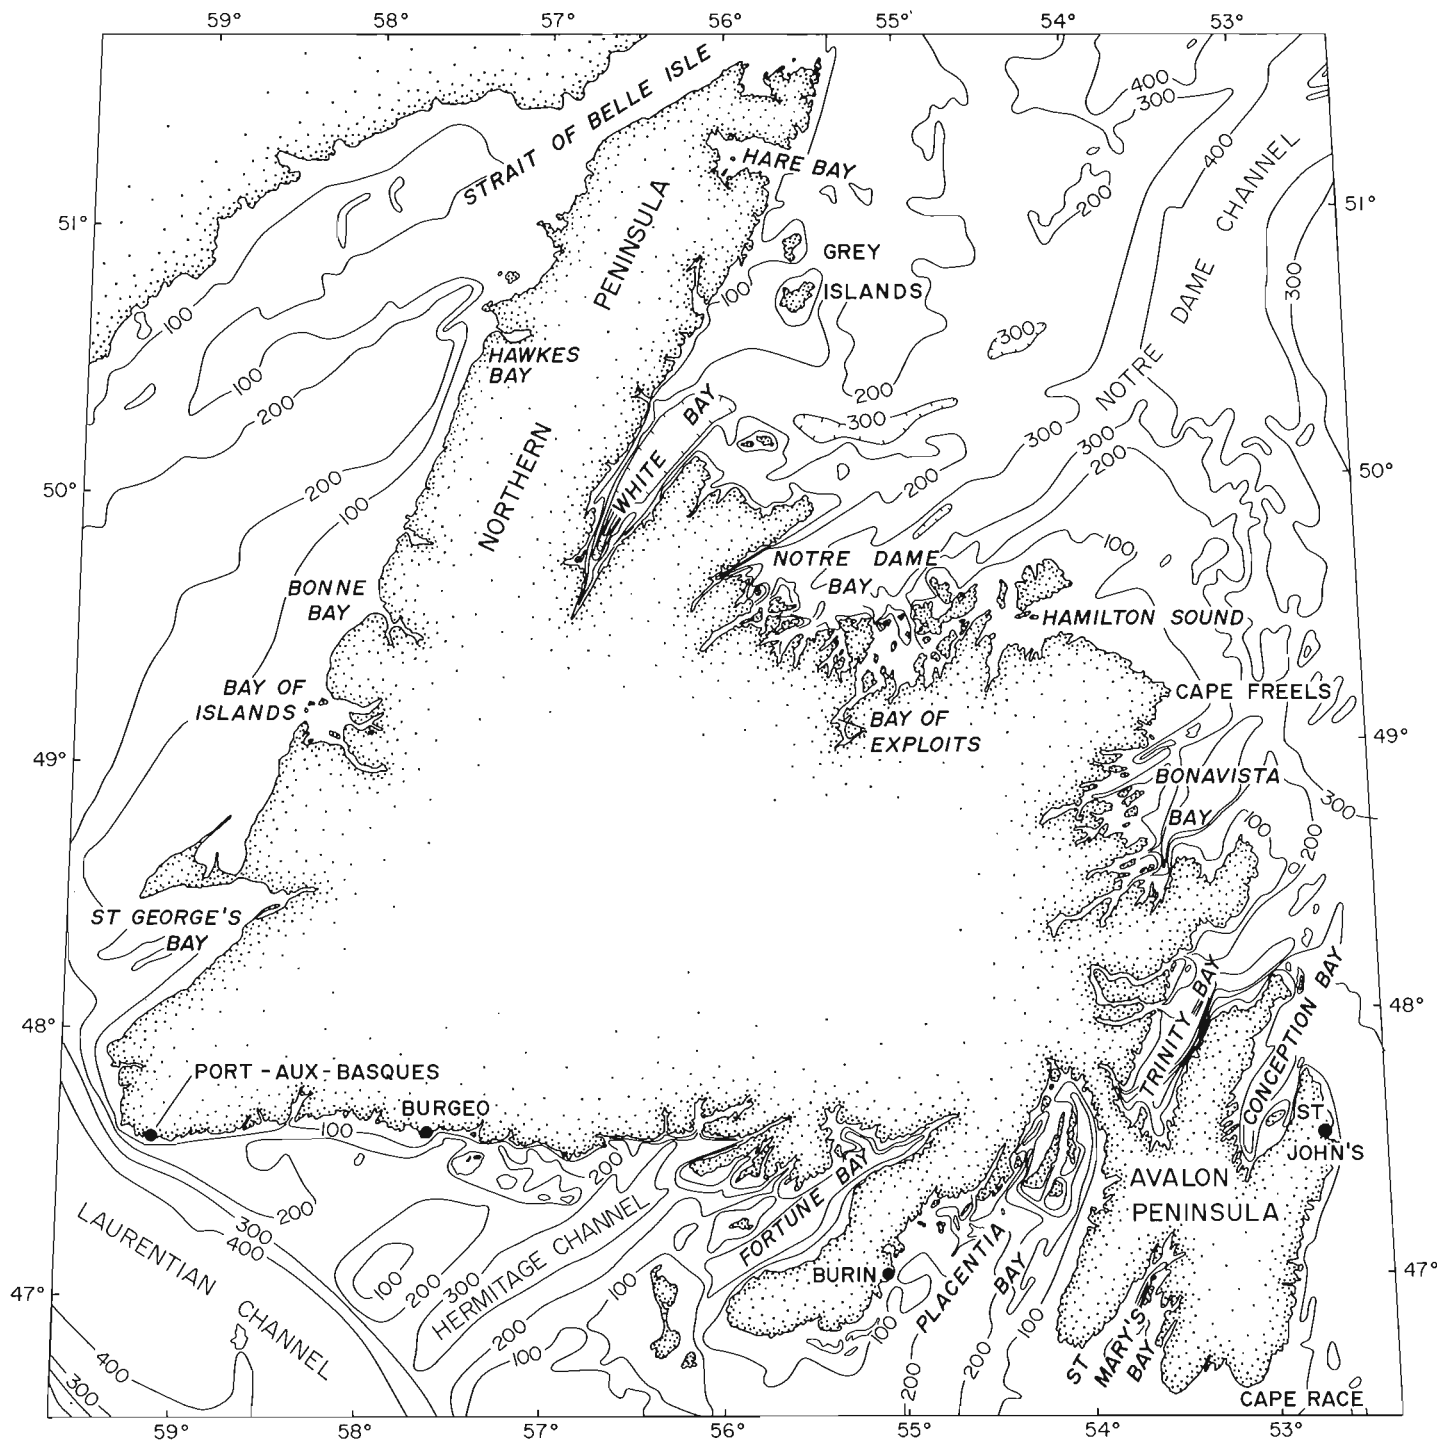 59° 58° 57° 56° 55° 54° 53°
STRAIT OF BELLE ISLE
400
300
400
HARE BAY
200
NOTRE DAME CHANNEL
51°
51°
PENINSULA
GREY
ISLANDS
100
100
300
300
HAWKES
BAY
100
200
200
300
WHITE BAY
300
300
200
NORTHERN
50°
50°
200
200
100
NOTRE DAME
BAY
100
BONNE
BAY
HAMILTON SOUND
BAY OF
ISLANDS
CAPE FREELS
BAY OF
EXPLOITS
49°
49°
BONAVISTA
BAY
300
100
200
ST GEORGE'S
BAY
TRINITY BAY
CONCEPTION BAY
48°
48°
PORT-AUX-BASQUES
BURGEO
100
ST.
JOHN'S
200
AVALON
PENINSULA
LAURENTIAN CHANNEL
200
300
400
HERMITAGE CHANNEL
FORTUNE BAY
PLACENTIA BAY
BURIN
100
200
300
100
47°
47°
200
100
100
200
200
100
ST
MARY'S
BAY
400
300
CAPE RACE
59° 58° 57° 56° 55° 54° 53°